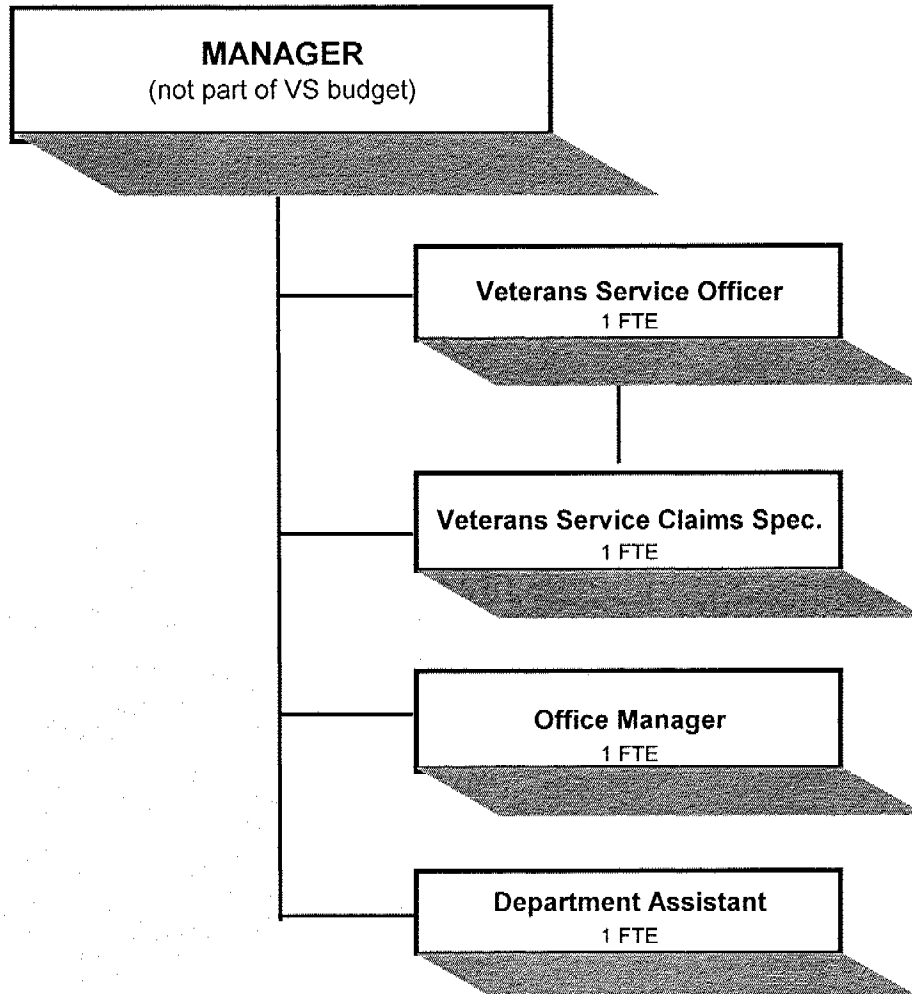 MANAGER
(not part of VS budget)
Veterans Service Officer
1 FTE
Veterans Service Claims Spec.
1 FTE
Office Manager
1 FTE
Department Assistant
1 FTE